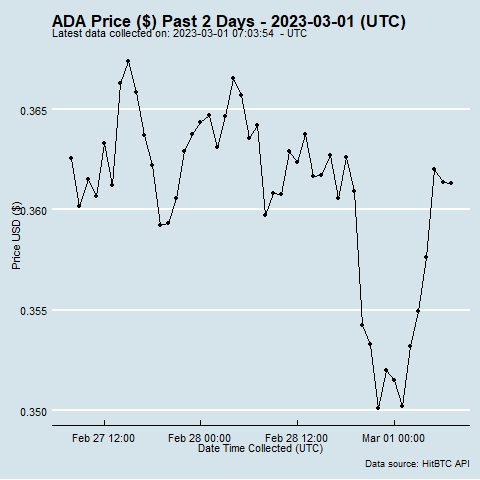 ADA Price ($) Past 2 Days - 2023-03-01 (UTC)
Latest data collected on: 2023-03-01 07:03:54 - UTC
0.365
0.360
0.355
0.350
Price USD ($)
Feb 27 12:00
Feb 28 00:00
Feb 28 12:00
Mar 01 00:00
Date Time Collected (UTC)
Data source: HitBTC API